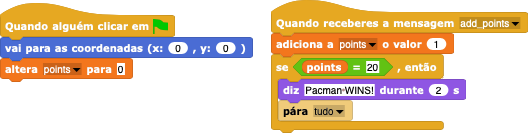 Quando alguém clicar em
vai para as coordenadas (x: 0 , y: 0 )
altera points para 0
Quando receberes a mensagem add_points
adiciona a points o valor 1
se points = 20 , então
diz Pacman·WINS! durante 2 s
pára tudo